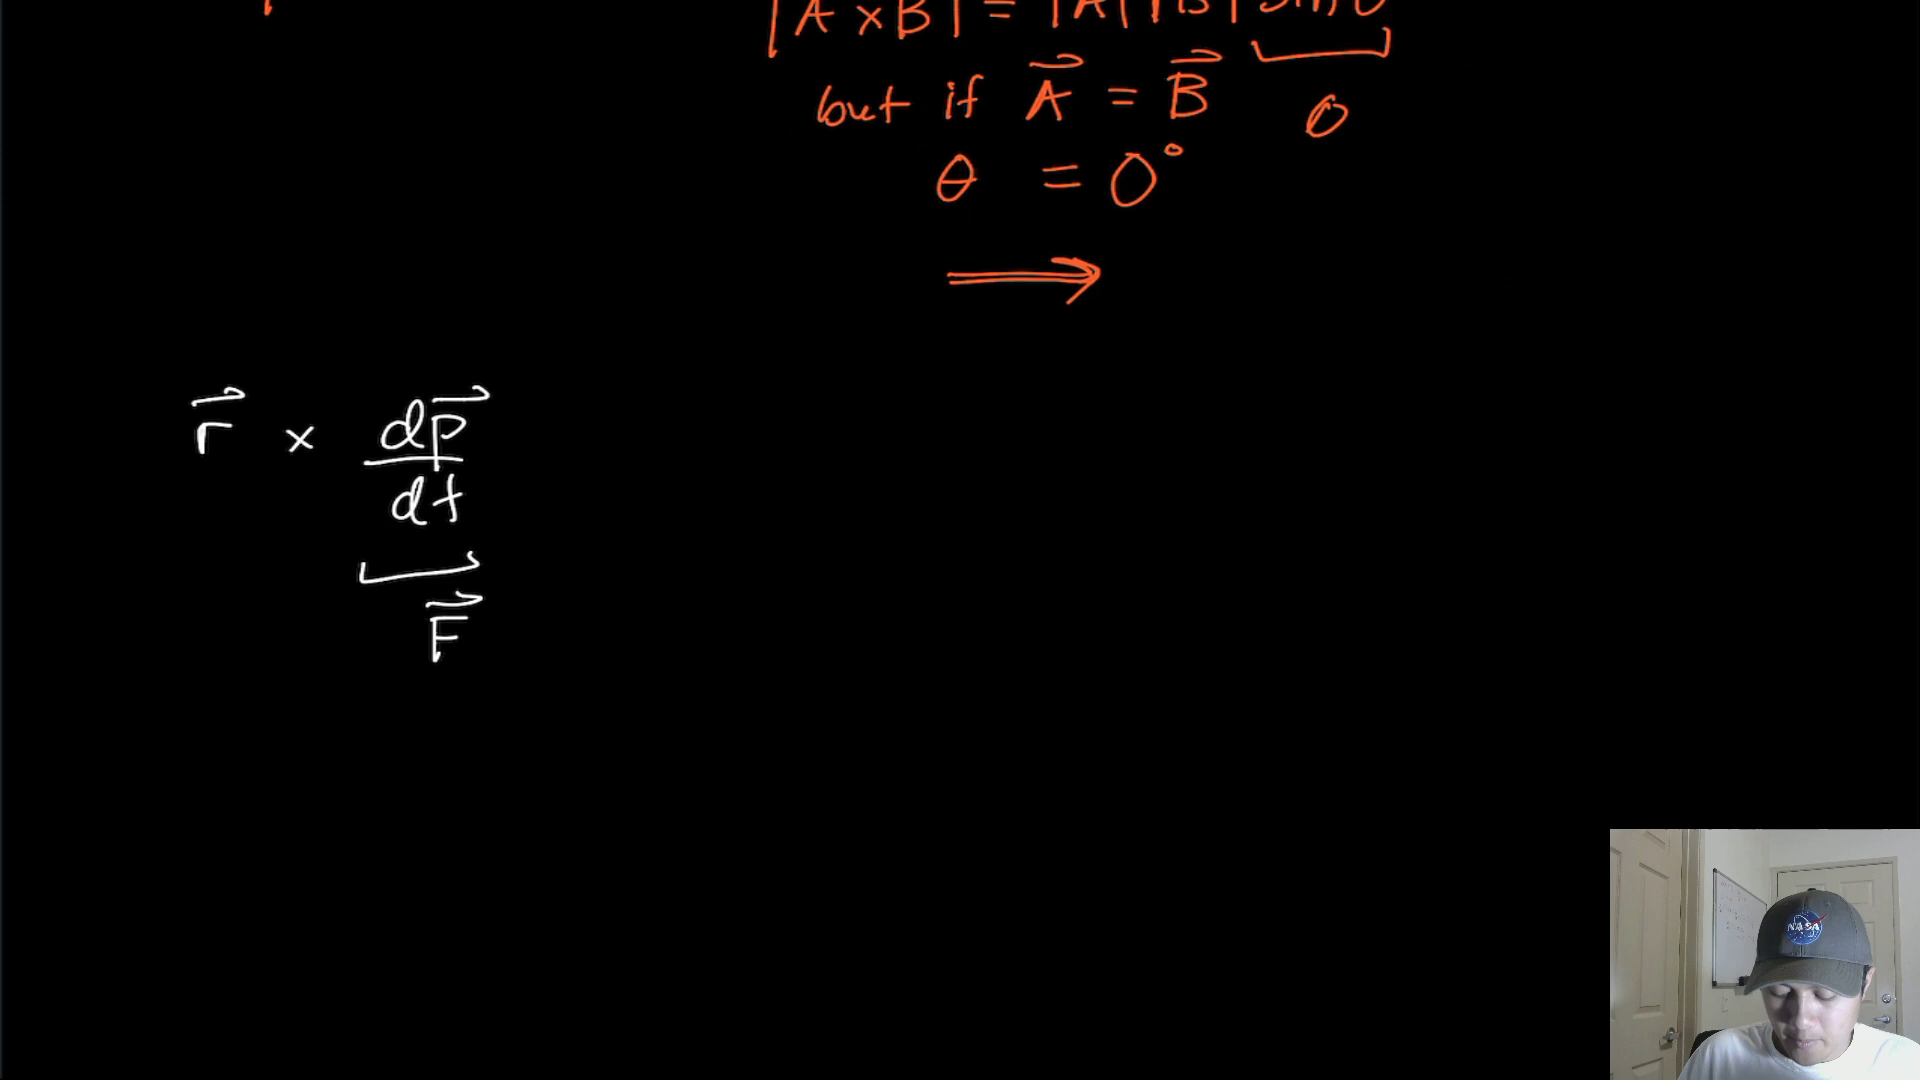 |A × B| = |A| |B| sin θ
but if A⃗ = B⃗ 0
θ = 0°
⟹
r⃗ × dp⃗/dt
F⃗
NASA